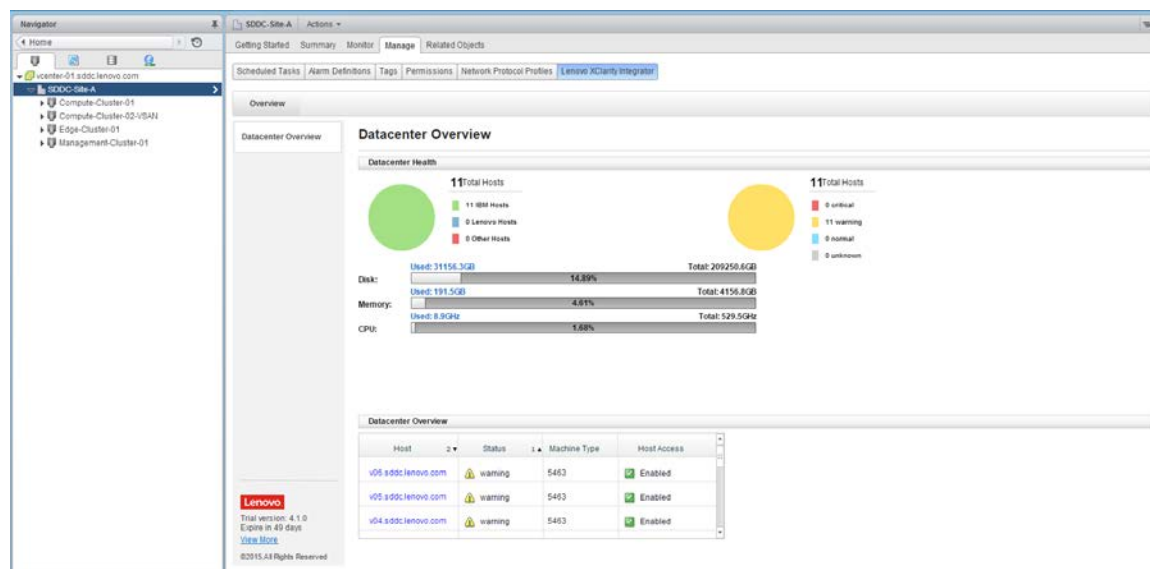 Navigator
SDDC-Site-A Actions
Home
Getting Started Summary Monitor Manage Related Objects
Scheduled Tasks Alarm Definitions Tags Permissions Network Protocol Profiles Lenovo XClarity Integrator
vcenter-01.sddc.lenovo.com
SDDC-Site-A
Compute-Cluster-01
Compute-Cluster-02-VSAN
Edge-Cluster-01
Management-Cluster-01
Overview
Datacenter Overview
Datacenter Overview
Datacenter Health
11 Total Hosts
11 IBM Hosts
0 Lenovo Hosts
0 Other Hosts
11 Total Hosts
0 critical
11 warning
0 normal
0 unknown
Used: 31156.3GB Total: 209250.6GB
Disk: 14.89%
Used: 191.5GB Total: 4156.8GB
Memory: 4.61%
Used: 8.9GHz Total: 529.5GHz
CPU: 1.68%
Datacenter Overview
Host 2 Status 1 Machine Type Host Access
v06.sddc.lenovo.com warning 5463 Enabled
v05.sddc.lenovo.com warning 5463 Enabled
v04.sddc.lenovo.com warning 5463 Enabled
Lenovo
Trial version: 4.1.0
Expire in 49 days
View More
©2015.All Rights Reserved